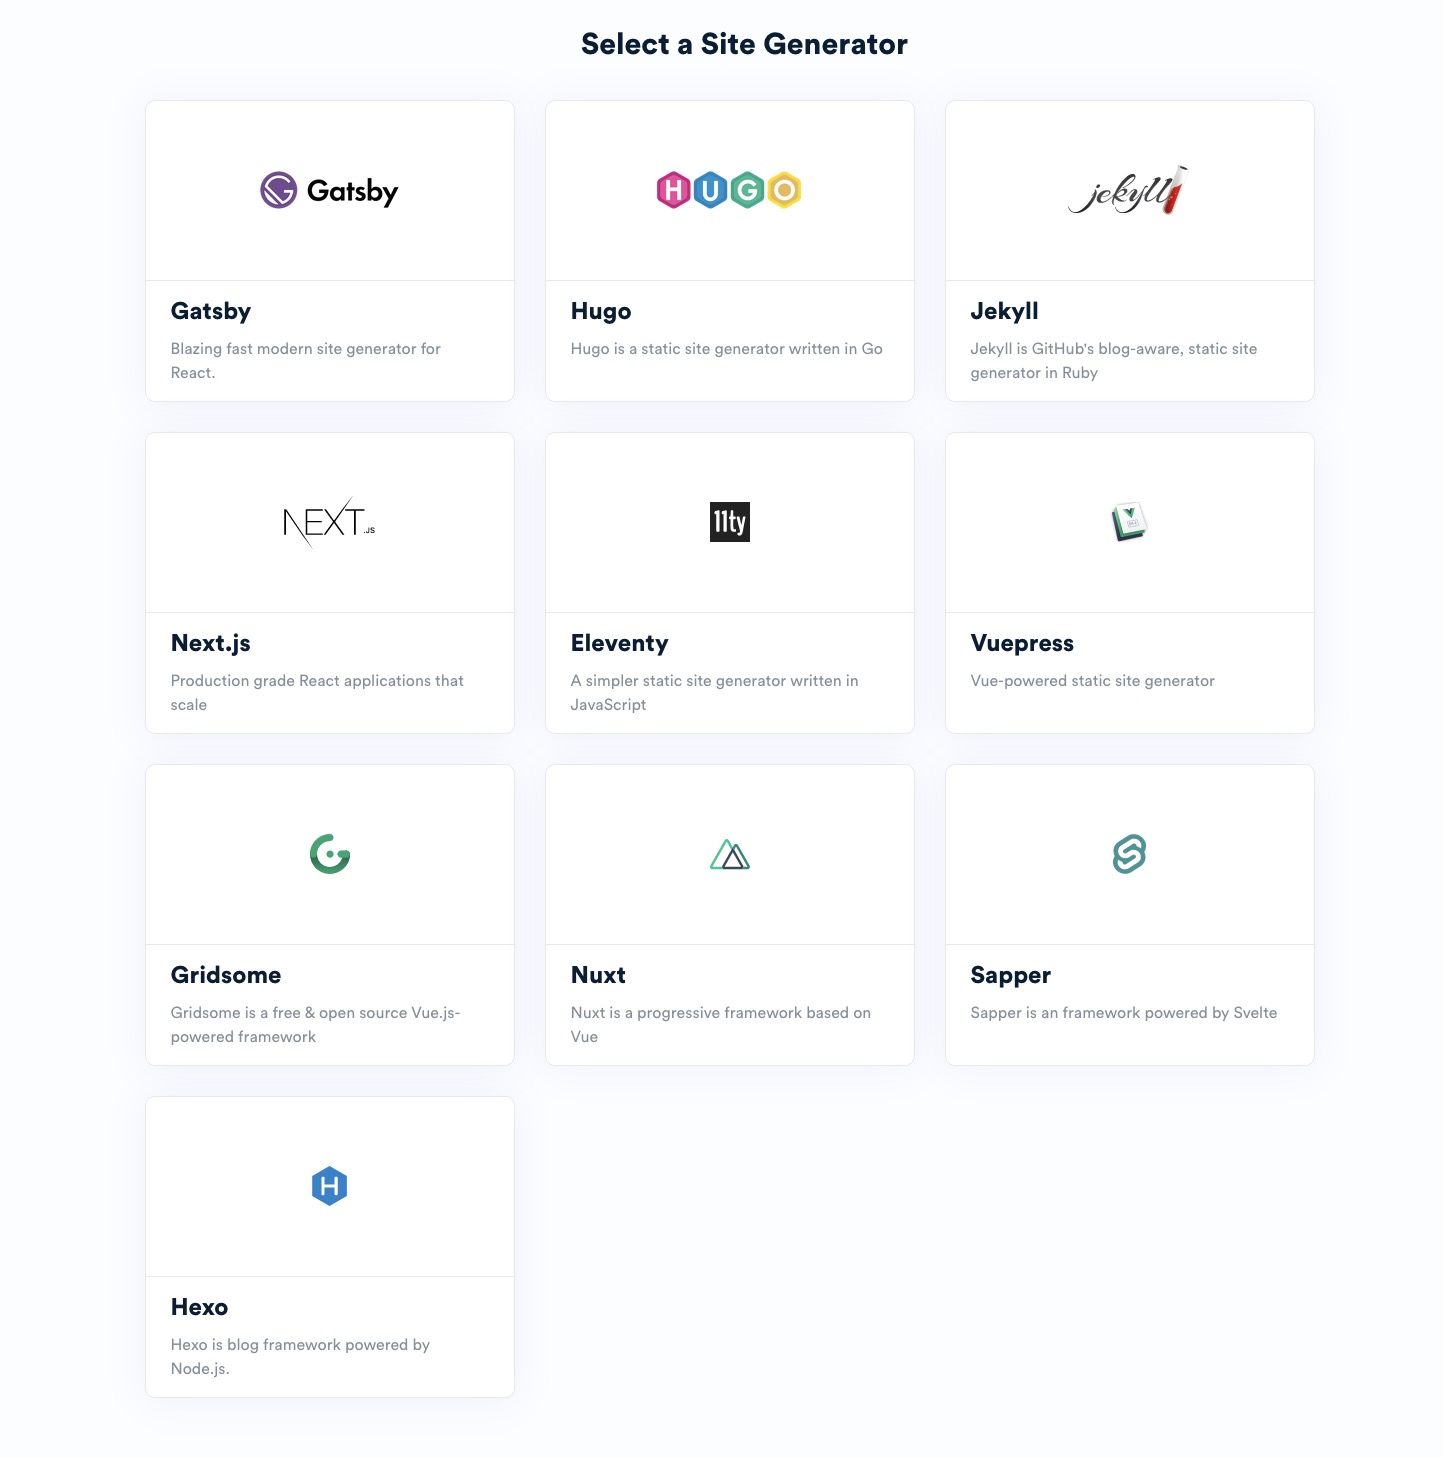 Select a Site Generator
Gatsby
HUGO
jekyll
Gatsby
Blazing fast modern site generator for
React.
Hugo
Hugo is a static site generator written in Go
Jekyll
Jekyll is GitHub's blog-aware, static site
generator in Ruby
NEXT.JS
11ty
Next.js
Production grade React applications that
scale
Eleventy
A simpler static site generator written in
JavaScript
Vuepress
Vue-powered static site generator
Gridsome
Gridsome is a free & open source Vue.js-
powered framework
Nuxt
Nuxt is a progressive framework based on
Vue
Sapper
Sapper is an framework powered by Svelte
H
Hexo
Hexo is blog framework powered by
Node.js.